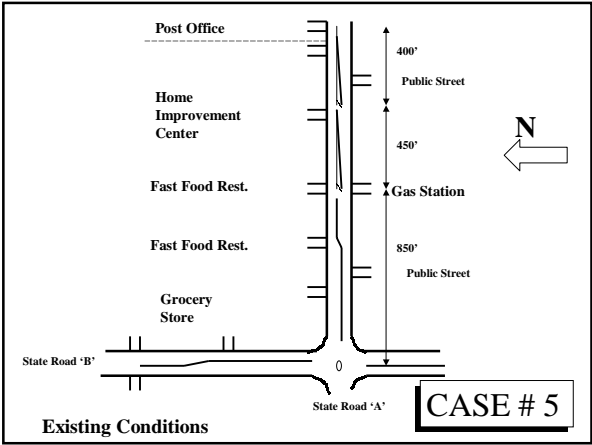 Post Office
400’
Public Street
Home
Improvement
Center
N
450’
Fast Food Rest.
Gas Station
Fast Food Rest.
850’
Public Street
Grocery
Store
State Road ‘B’
State Road ‘A’
CASE # 5
Existing Conditions